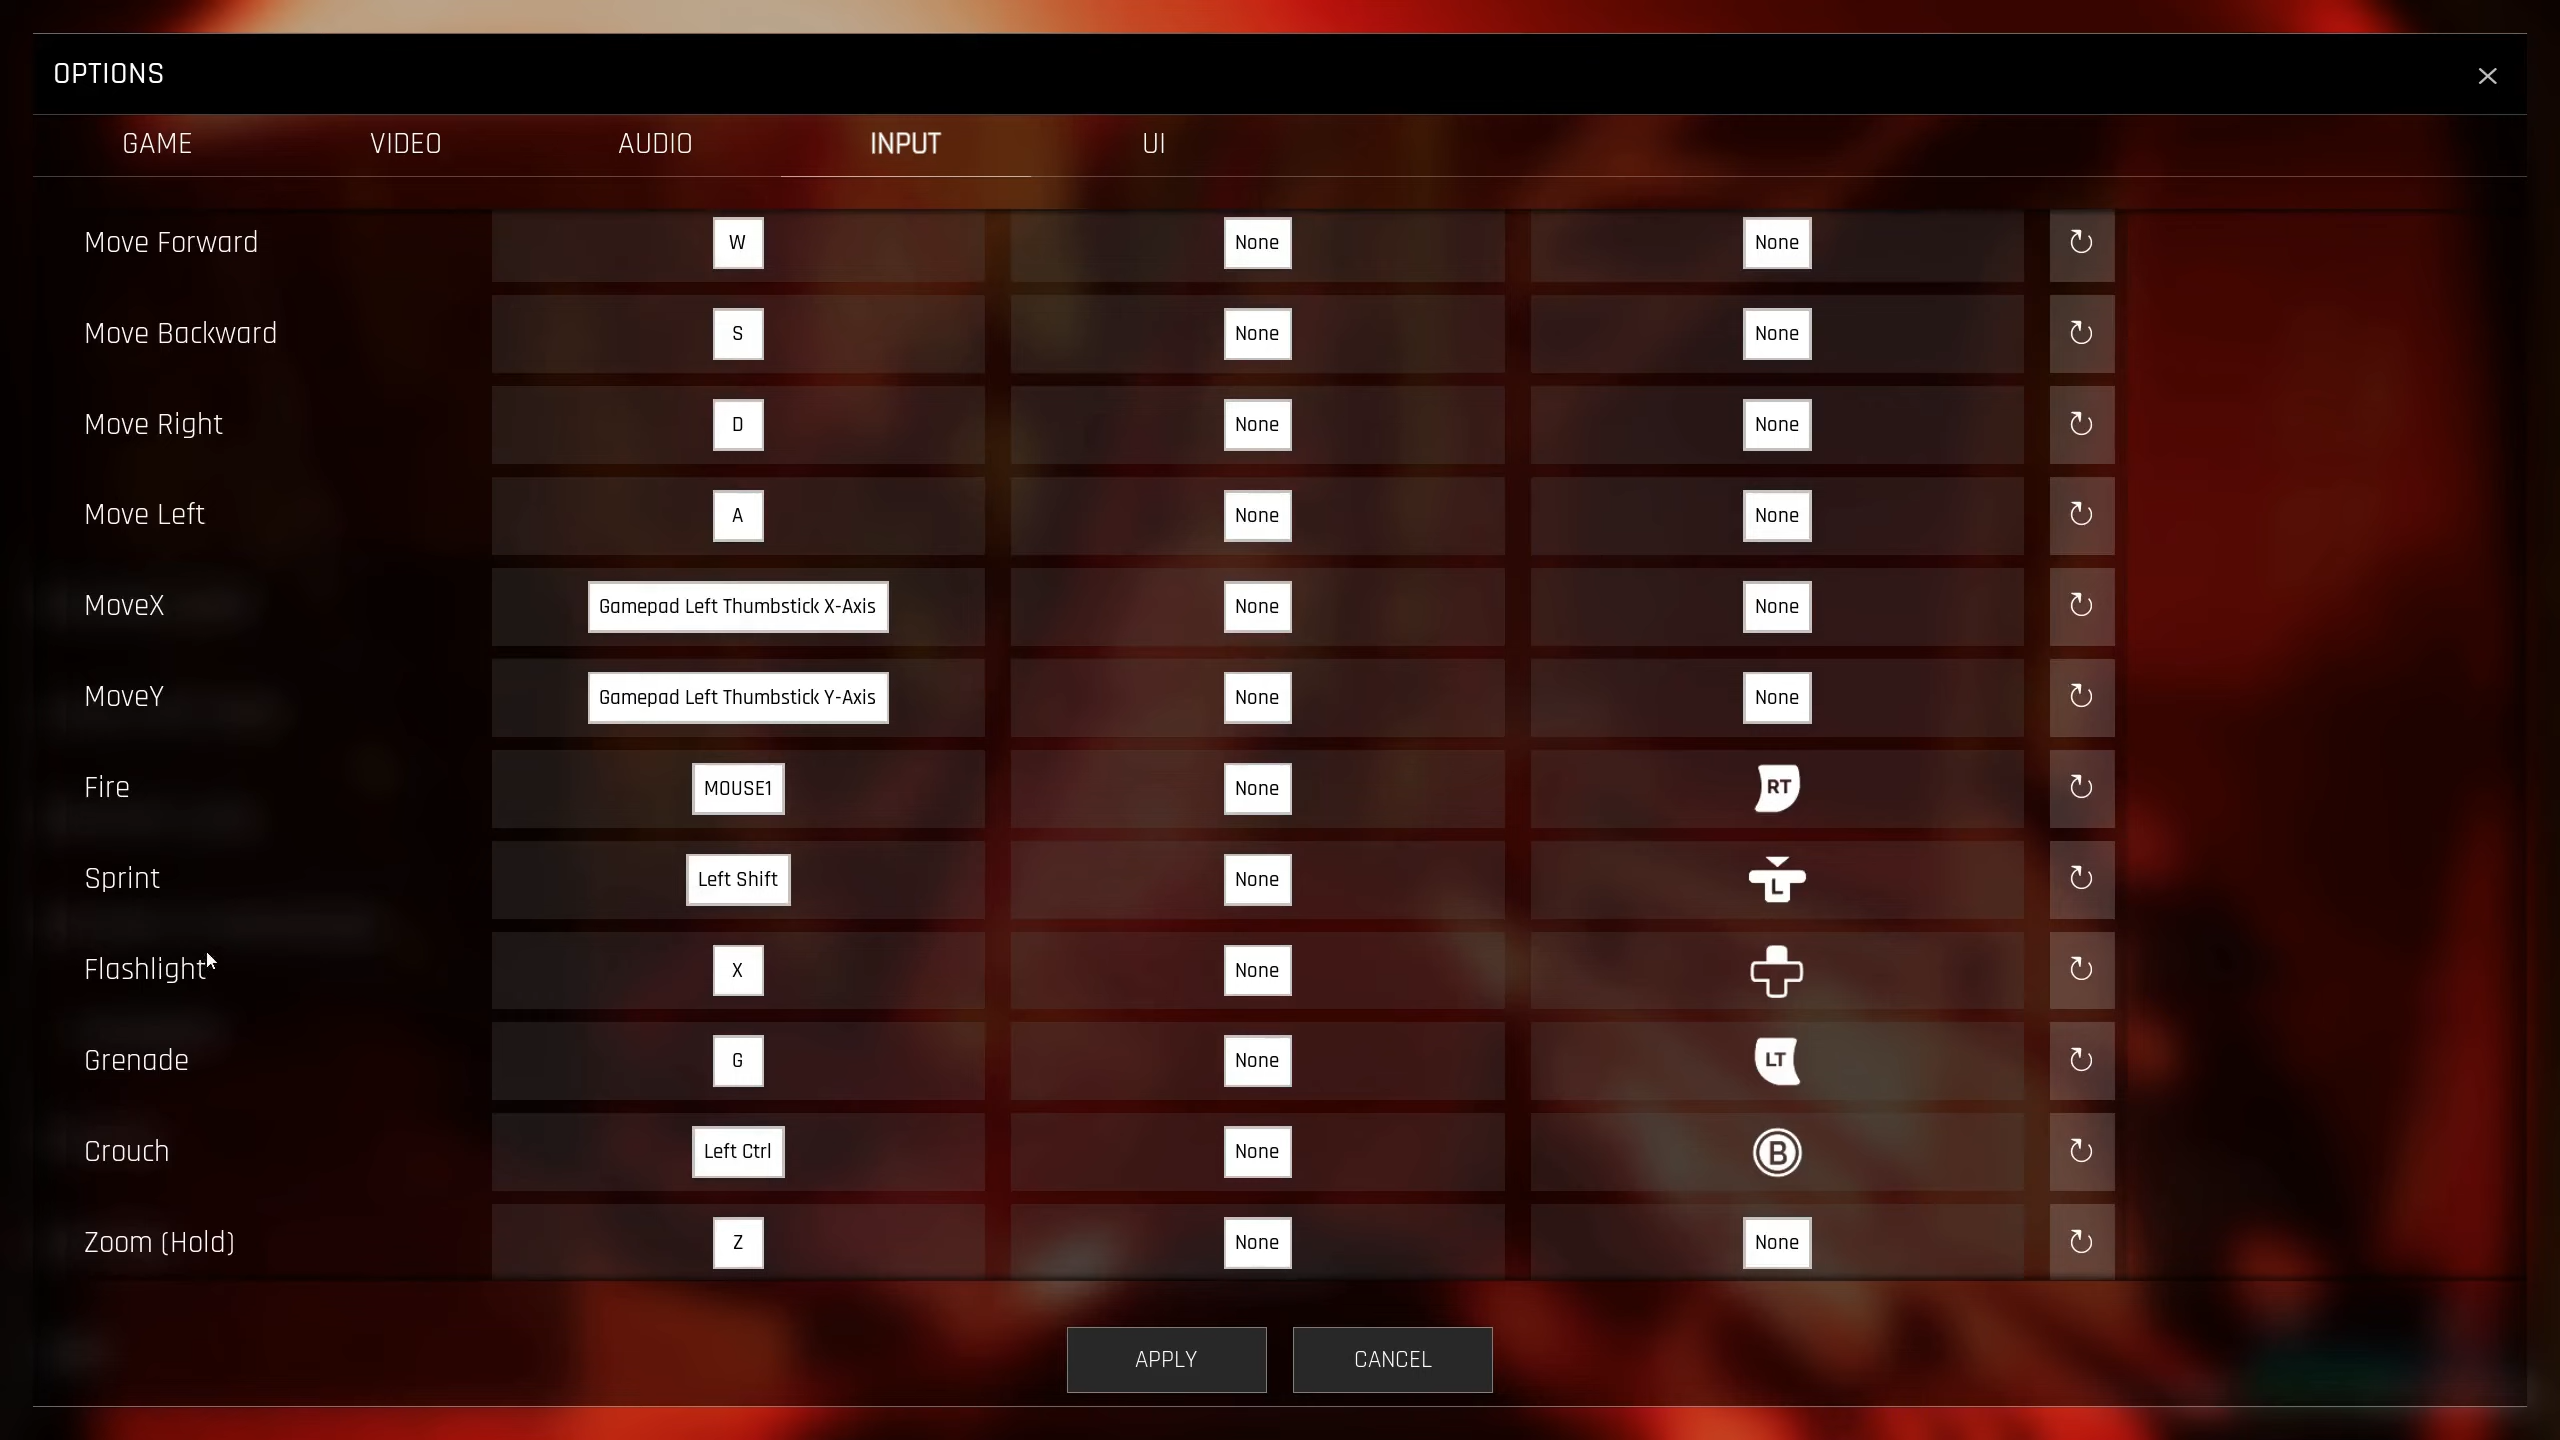 OPTIONS
GAME VIDEO AUDIO INPUT UI
Move Forward W None None
Move Backward S None None
Move Right D None None
Move Left A None None
MoveX Gamepad Left Thumbstick X-Axis None None
MoveY Gamepad Left Thumbstick Y-Axis None None
Fire MOUSE1 None RT
Sprint Left Shift None L
Flashlight X None
Grenade G None LT
Crouch Left Ctrl None B
Zoom (Hold) Z None None
APPLY CANCEL